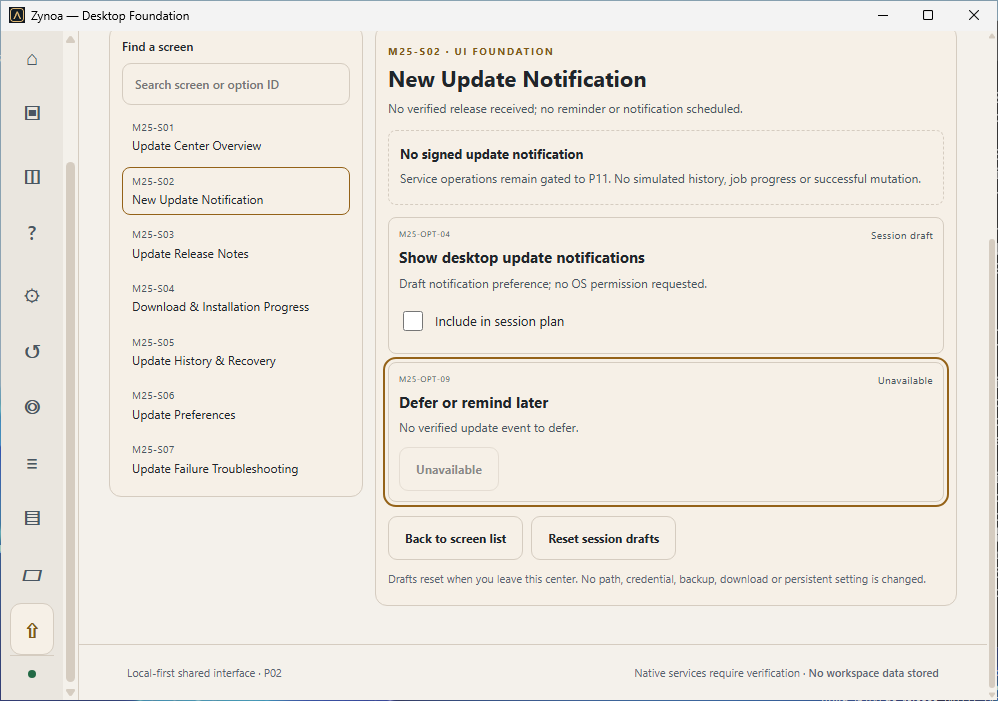 Zynoa — Desktop Foundation
Find a screen
Search screen or option ID
M25-S01
Update Center Overview
M25-S02
New Update Notification
M25-S03
Update Release Notes
M25-S04
Download & Installation Progress
M25-S05
Update History & Recovery
M25-S06
Update Preferences
M25-S07
Update Failure Troubleshooting
M25-S02 · UI FOUNDATION
New Update Notification
No verified release received; no reminder or notification scheduled.
No signed update notification
Service operations remain gated to P11. No simulated history, job progress or successful mutation.
M25-OPT-04
Session draft
Show desktop update notifications
Draft notification preference; no OS permission requested.
Include in session plan
M25-OPT-09
Unavailable
Defer or remind later
No verified update event to defer.
Unavailable
Back to screen list
Reset session drafts
Drafts reset when you leave this center. No path, credential, backup, download or persistent setting is changed.
Local-first shared interface · P02
Native services require verification · No workspace data stored